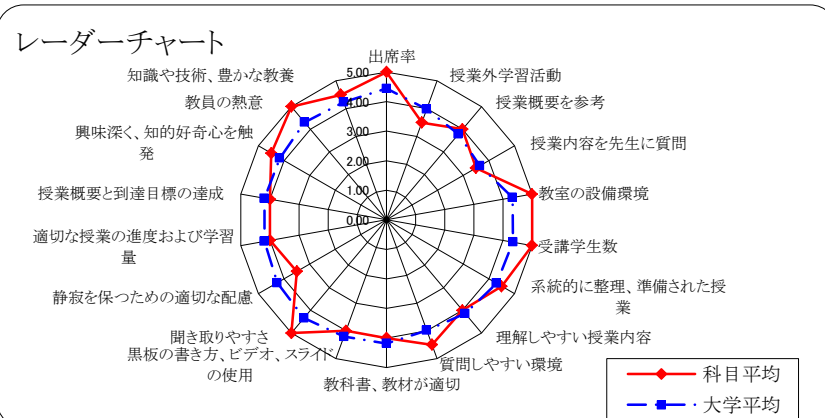 レーダーチャート
出席率
授業外学習活動
授業概要を参考
授業内容を先生に質問
教室の設備環境
受講学生数
系統的に整理、準備された授
業
理解しやすい授業内容
質問しやすい環境
教科書、教材が適切
黒板の書き方、ビデオ、スライド
の使用
聞き取りやすさ
静寂を保つための適切な配慮
適切な授業の進度および学習
量
授業概要と到達目標の達成
興味深く、知的好奇心を触
発
教員の熱意
知識や技術、豊かな教養
5.00
4.00
3.00
2.00
1.00
0.00
科目平均
大学平均